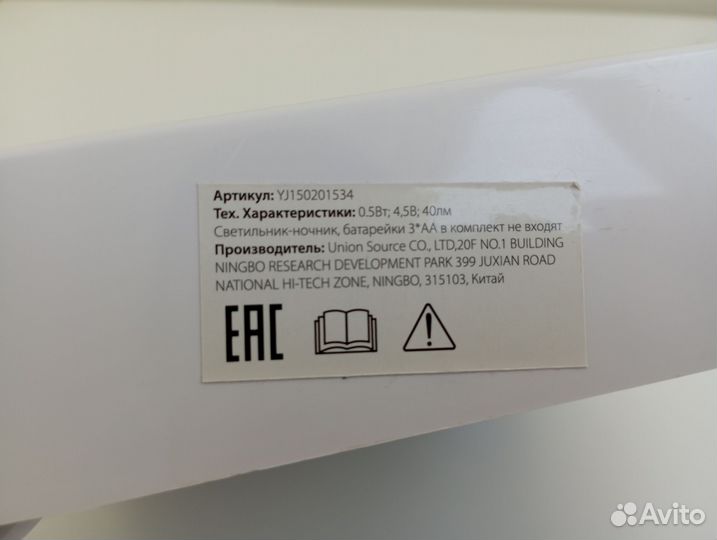 Артикул: YJ150201534
Тех. Характеристики: 0.5Вт; 4,5В; 40лм
Светильник-ночник, батарейки 3*АА в комплект не входят
Производитель: Union Source CO., LTD,20F NO.1 BUILDING
NINGBO RESEARCH DEVELOPMENT PARK 399 JUXIAN ROAD
NATIONAL HI-TECH ZONE, NINGBO, 315103, Китай
EAC
Avito